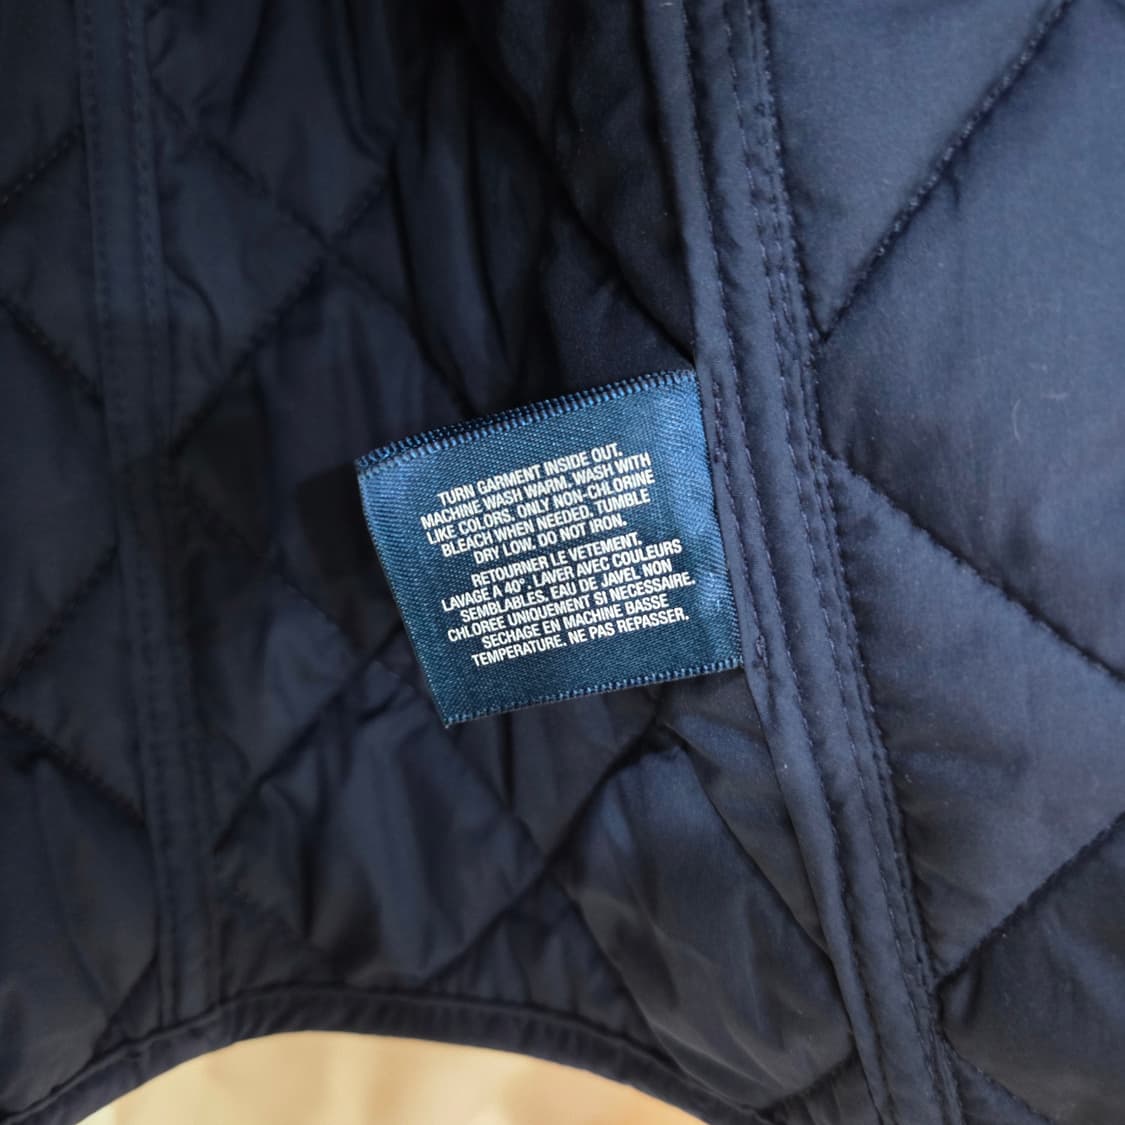 TURN GARMENT INSIDE OUT.
MACHINE WASH WARM. WASH WITH
LIKE COLORS. ONLY NON-CHLORINE
BLEACH WHEN NEEDED. TUMBLE
DRY LOW. DO NOT IRON.
RETOURNER LE VETEMENT.
LAVAGE A 40°. LAVER AVEC COULEURS
SEMBLABLES. EAU DE JAVEL NON
CHLOREE UNIQUEMENT SI NECESSAIRE.
SECHAGE EN MACHINE BASSE
TEMPERATURE. NE PAS REPASSER.